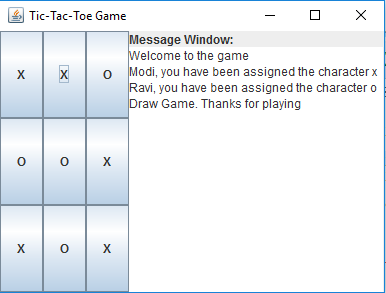 Tic-Tac-Toe Game
Message Window:
Welcome to the game
Modi, you have been assigned the character x
Ravi, you have been assigned the character o
Draw Game. Thanks for playing
X X O
O O X
X O X